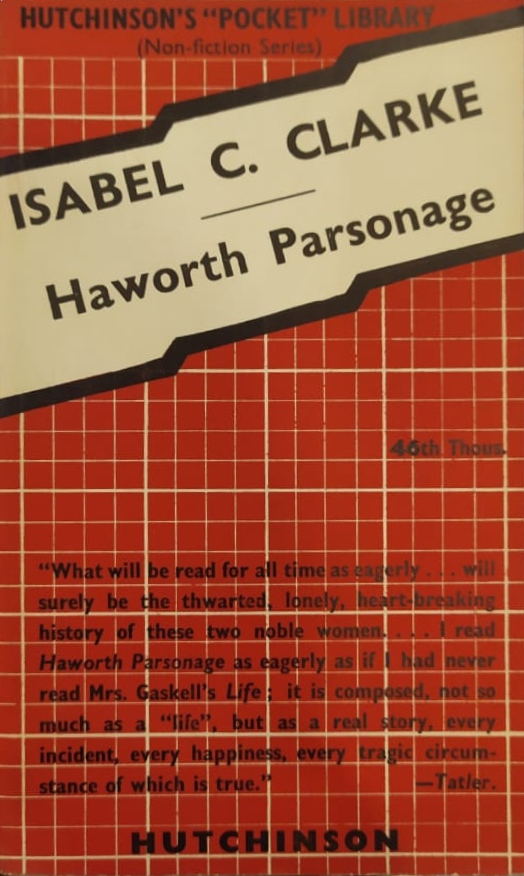 HUTCHINSON'S "POCKET" LIBRARY
(Non-fiction Series)
ISABEL C. CLARKE
Haworth Parsonage
46th Thous.
"What will be read for all time as eagerly . . . will
surely be the thwarted, lonely, heart-breaking
history of these two noble women. . . . I read
Haworth Parsonage as eagerly as if I had never
read Mrs. Gaskell's Life; it is composed, not so
much as a "life", but as a real story, every
incident, every happiness, every tragic circum-
stance of which is true."
—Tatler.
HUTCHINSON